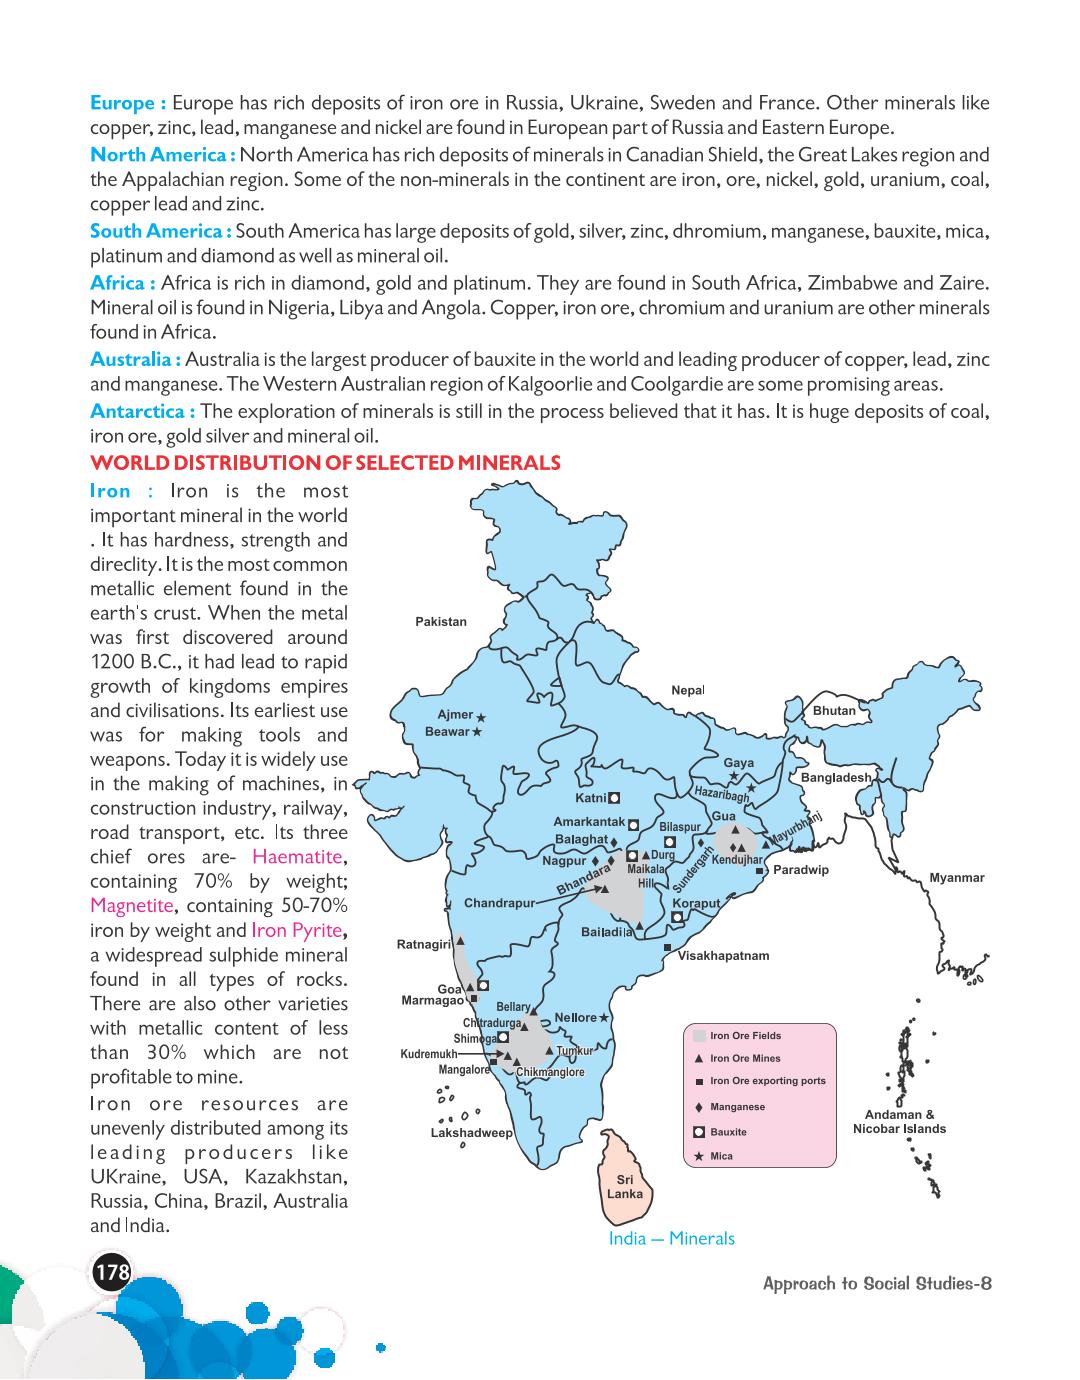 Europe : Europe has rich deposits of iron ore in Russia, Ukraine, Sweden and France. Other minerals like
copper, zinc, lead, manganese and nickel are found in European part of Russia and Eastern Europe.
North America : North America has rich deposits of minerals in Canadian Shield, the Great Lakes region and
the Appalachian region. Some of the non-minerals in the continent are iron, ore, nickel, gold, uranium, coal,
copper lead and zinc.
South America : South America has large deposits of gold, silver, zinc, dhromium, manganese, bauxite, mica,
platinum and diamond as well as mineral oil.
Africa : Africa is rich in diamond, gold and platinum. They are found in South Africa, Zimbabwe and Zaire.
Mineral oil is found in Nigeria, Libya and Angola. Copper, iron ore, chromium and uranium are other minerals
found in Africa.
Australia : Australia is the largest producer of bauxite in the world and leading producer of copper, lead, zinc
and manganese. The Western Australian region of Kalgoorlie and Coolgardie are some promising areas.
Antarctica : The exploration of minerals is still in the process believed that it has. It is huge deposits of coal,
iron ore, gold silver and mineral oil.
WORLD DISTRIBUTION OF SELECTED MINERALS
Iron : Iron is the most
important mineral in the world
. It has hardness, strength and
direclity. It is the most common
metallic element found in the
earth's crust. When the metal
was first discovered around
1200 B.C., it had lead to rapid
growth of kingdoms empires
and civilisations. Its earliest use
was for making tools and
weapons. Today it is widely use
in the making of machines, in
construction industry, railway,
road transport, etc. Its three
chief ores are- Haematite,
containing 70% by weight;
Magnetite, containing 50-70%
iron by weight and Iron Pyrite,
a widespread sulphide mineral
found in all types of rocks.
There are also other varieties
with metallic content of less
than 30% which are not
profitable to mine.
Iron ore resources are
unevenly distributed among its
leading producers like
UKraine, USA, Kazakhstan,
Russia, China, Brazil, Australia
and India.
Pakistan
Nepal
Bhutan
Ajmer
Beawar
Gaya
Bangladesh
Hazaribagh
Katni
Gua
Amarkantak
Bilaspur
Mayurbhanj
Balaghat
Nagpur
Durg
Kendujhar
Maikala
Hill
Sundergarh
Paradwip
Bhandara
Myanmar
Chandrapur
Koraput
Bailadila
Ratnagiri
Visakhapatnam
Goa
Marmagao
Bellary
Nellore
Chitradurga
Shimoga
Kudremukh
Tumkur
Mangalore
Chikmanglore
Lakshadweep
Iron Ore Fields
Iron Ore Mines
Iron Ore exporting ports
Manganese
Bauxite
Mica
Andaman &
Nicobar Islands
Sri
Lanka
India — Minerals
178
Approach to Social Studies-8